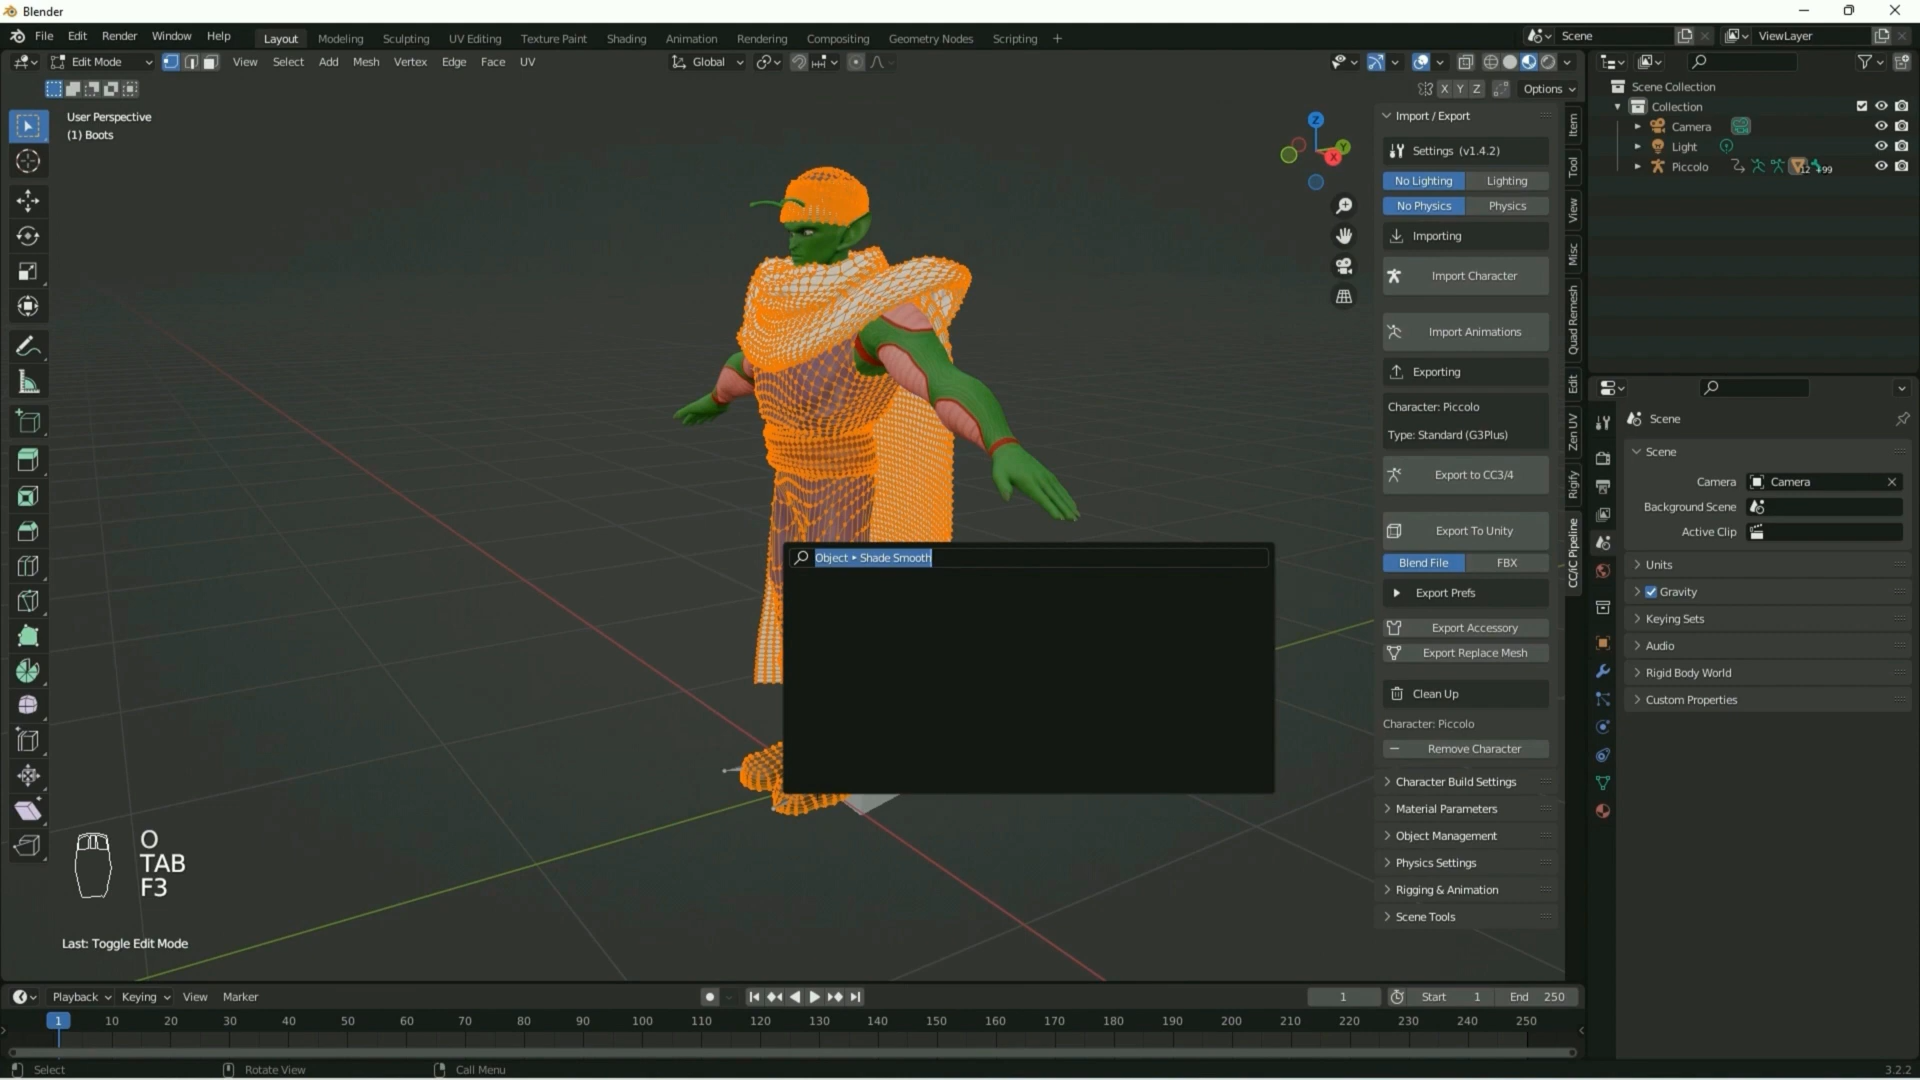 Blender
File Edit Render Window Help
Layout Modeling Sculpting UV Editing Texture Paint Shading Animation Rendering Compositing Geometry Nodes Scripting +
Scene
ViewLayer
Edit Mode
View Select Add Mesh Vertex Edge Face UV
Global
X Y Z
Options
User Perspective
(1) Boots
Z
Y
X
Import / Export
Settings (v1.4.2)
No Lighting Lighting
No Physics Physics
Importing
Import Character
Import Animations
Exporting
Character: Piccolo
Type: Standard (G3Plus)
Export to CC3/4
Export To Unity
Blend File FBX
Export Prefs
Export Accessory
Export Replace Mesh
Clean Up
Character: Piccolo
Remove Character
Character Build Settings
Material Parameters
Object Management
Physics Settings
Rigging & Animation
Scene Tools
Item
Tool
View
Misc
Quad Remesh
Edit
Zen UV
Rigify
CC/iC Pipeline
Scene Collection
Collection
Camera
Light
Piccolo
12
99
Scene
Scene
Camera Camera
Background Scene
Active Clip
Units
Gravity
Keying Sets
Audio
Rigid Body World
Custom Properties
Object ▸ Shade Smooth
O
TAB
F3
Last: Toggle Edit Mode
Playback Keying View Marker
1
Start 1
End 250
1 10 20 30 40 50 60 70 80 90 100 110 120 130 140 150 160 170 180 190 200 210 220 230 240 250
Select
Rotate View
Call Menu
3.2.2